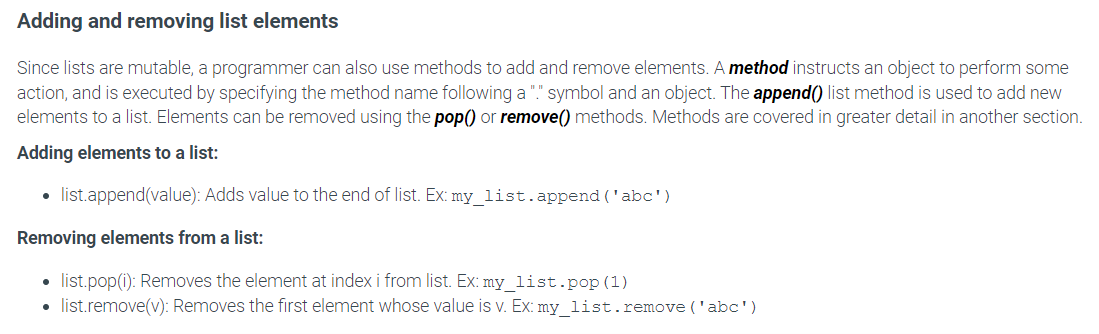 Adding and removing list elements
Since lists are mutable, a programmer can also use methods to add and remove elements. A method instructs an object to perform some
action, and is executed by specifying the method name following a "." symbol and an object. The append() list method is used to add new
elements to a list. Elements can be removed using the pop() or remove() methods. Methods are covered in greater detail in another section.
Adding elements to a list:
• list.append(value): Adds value to the end of list. Ex: my_list.append('abc')
Removing elements from a list:
• list.pop(i): Removes the element at index i from list. Ex: my_list.pop(1)
• list.remove(v): Removes the first element whose value is v. Ex: my_list.remove('abc')